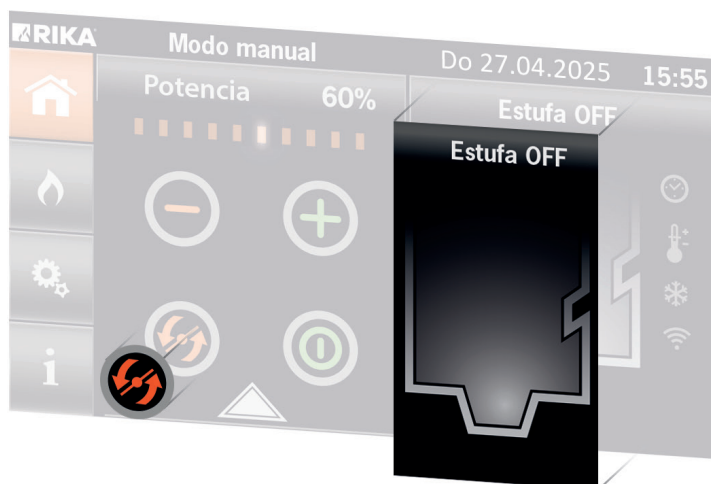 RIKA
Modo manual
Do 27.04.2025 15:55
Potencia 60%
Estufa OFF
Estufa OFF
i